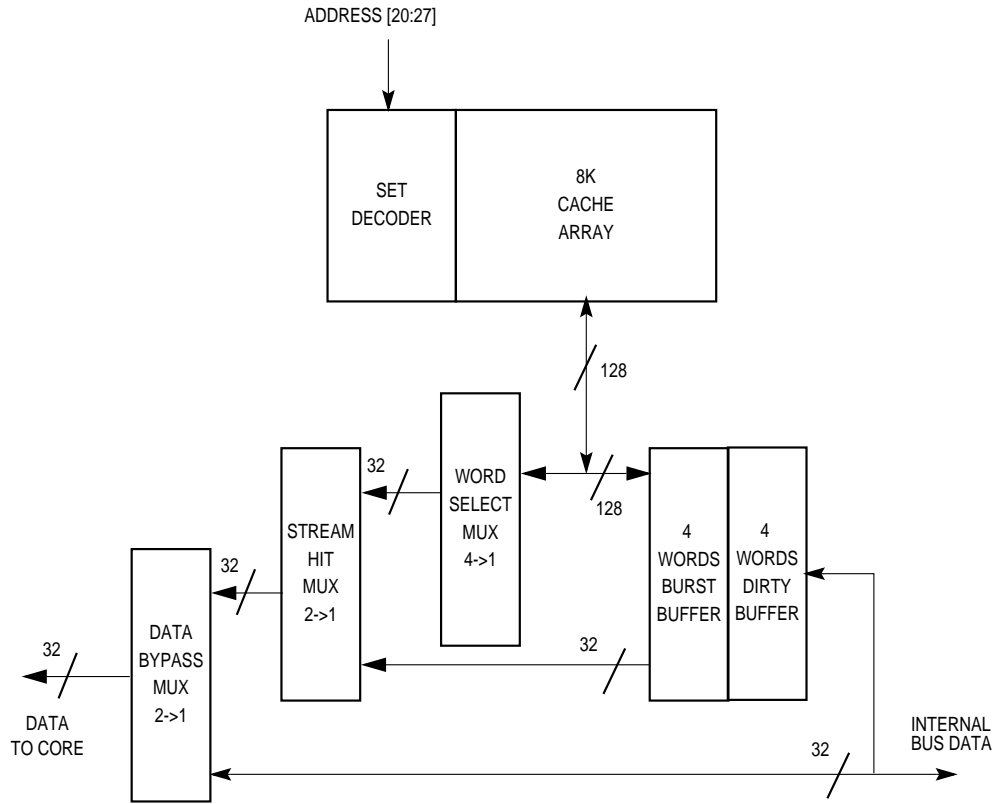 ADDRESS [20:27]
SET
DECODER
8K
CACHE
ARRAY
128
128
32
WORD
SELECT
MUX
4->1
STREAM
HIT
MUX
2->1
4
WORDS
BURST
BUFFER
4
WORDS
DIRTY
BUFFER
32
32
DATA
BYPASS
MUX
2->1
32
DATA
TO CORE
32
INTERNAL
BUS DATA